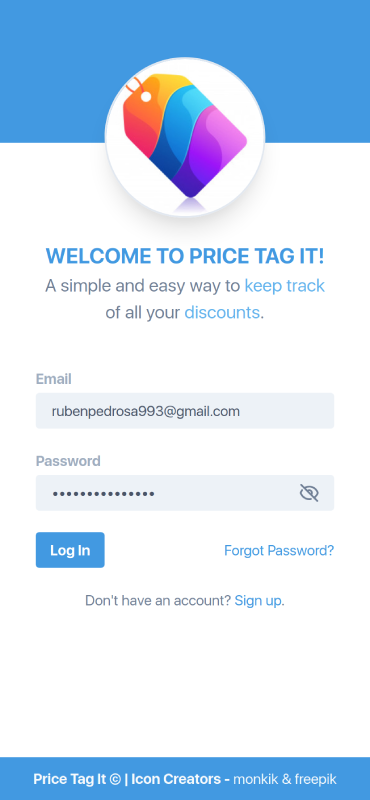 WELCOME TO PRICE TAG IT!
A simple and easy way to keep track
of all your discounts.
Email
rubenpedrosa993@gmail.com
Password
•••••••••••••••
Log In
Forgot Password?
Don't have an account? Sign up.
Price Tag It © | Icon Creators - monkik & freepik